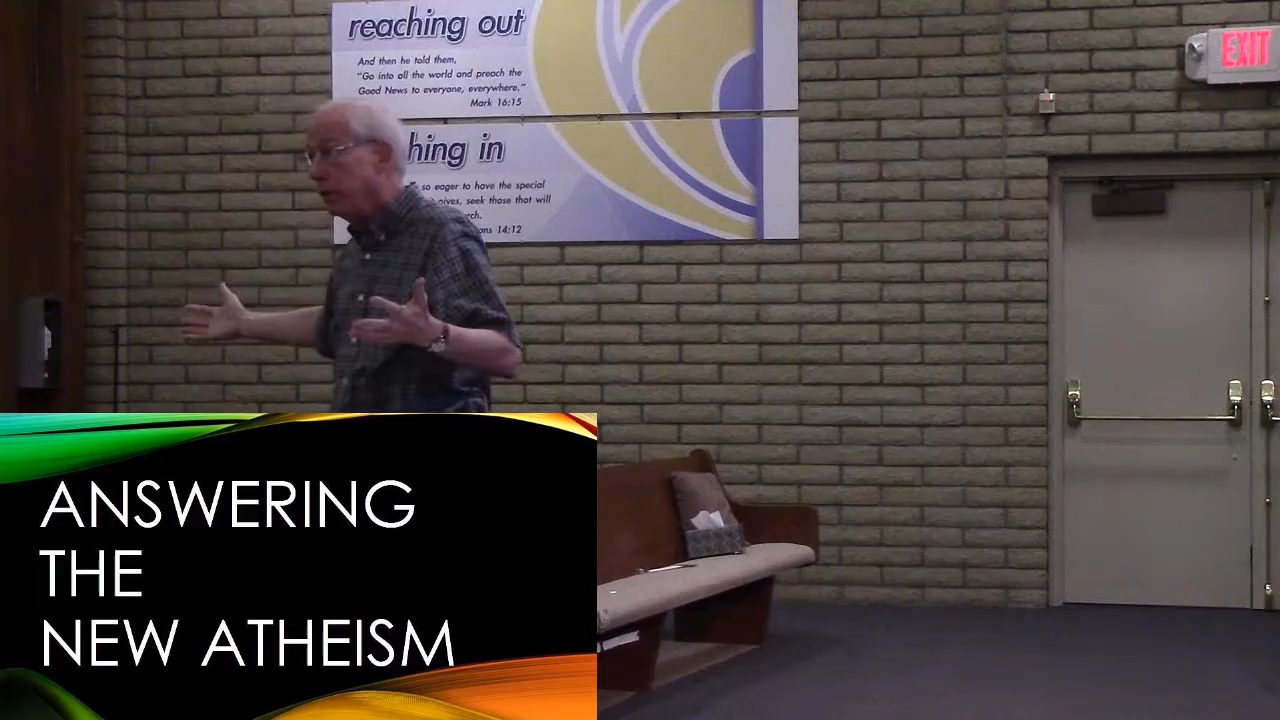 reaching out
And then he told them,
"Go into all the world and preach the
Good News to everyone, everywhere."
Mark 16:15
EXIT
hing in
so eager to have the special
gives, seek those that will
urch.
ans 14:12
ANSWERING
THE
NEW ATHEISM